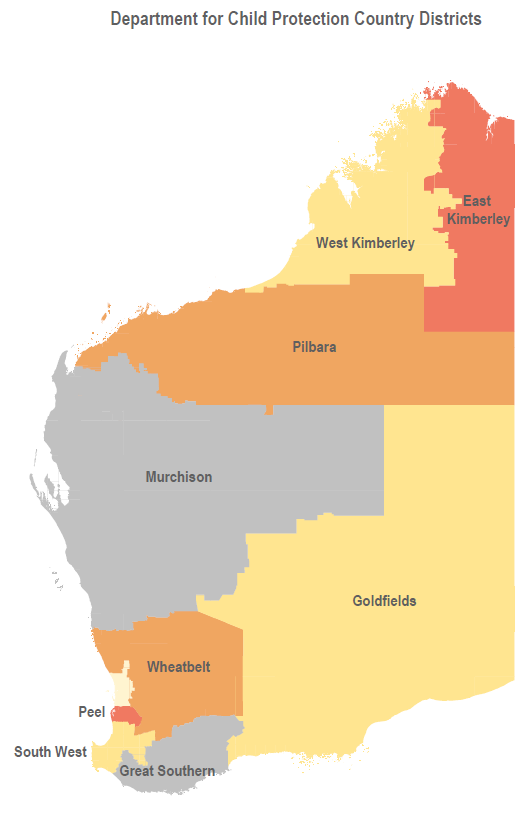 Department for Child Protection Country Districts
East
Kimberley
West Kimberley
Pilbara
Murchison
Goldfields
Wheatbelt
Peel
South West
Great Southern